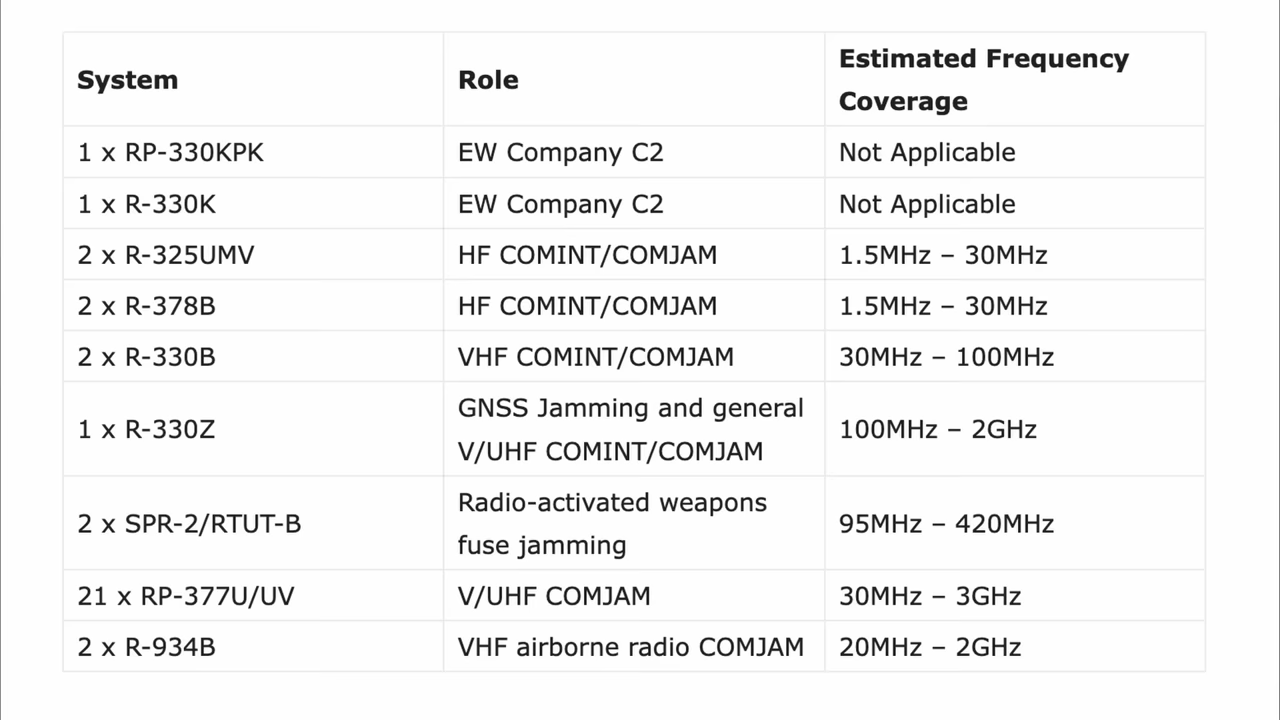 System Role Estimated Frequency
Coverage
1 x RP-330KPK EW Company C2 Not Applicable
1 x R-330K EW Company C2 Not Applicable
2 x R-325UMV HF COMINT/COMJAM 1.5MHz – 30MHz
2 x R-378B HF COMINT/COMJAM 1.5MHz – 30MHz
2 x R-330B VHF COMINT/COMJAM 30MHz – 100MHz
1 x R-330Z GNSS Jamming and general 100MHz – 2GHz
V/UHF COMINT/COMJAM
2 x SPR-2/RTUT-B Radio-activated weapons 95MHz – 420MHz
fuse jamming
21 x RP-377U/UV V/UHF COMJAM 30MHz – 3GHz
2 x R-934B VHF airborne radio COMJAM 20MHz – 2GHz